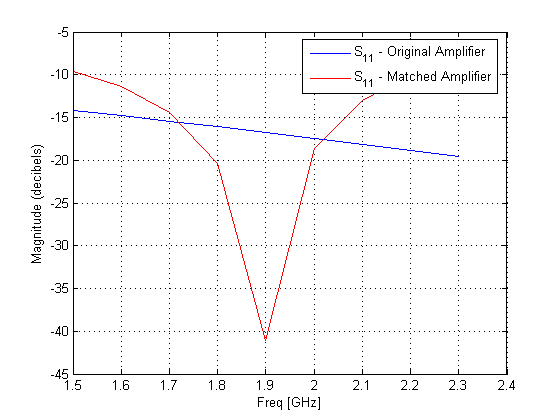 S11 - Original Amplifier
S11 - Matched Amplifier
Magnitude (decibels)
-5
-10
-15
-20
-25
-30
-35
-40
-45
1.5 1.6 1.7 1.8 1.9 2 2.1 2.2 2.3 2.4
Freq [GHz]